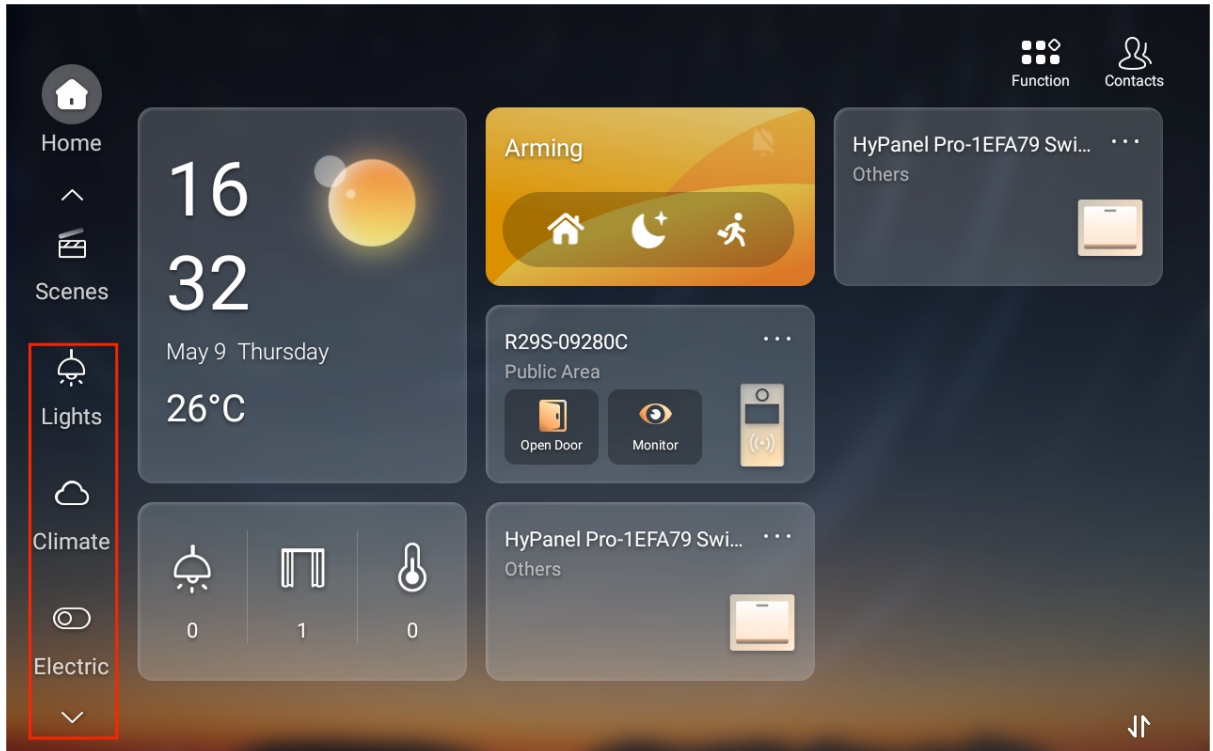 Function
Contacts
Home
Scenes
Lights
Climate
Electric
16
32
May 9 Thursday
26°C
0
1
0
Arming
R29S-09280C
Public Area
Open Door
Monitor
HyPanel Pro-1EFA79 Swi...
Others
HyPanel Pro-1EFA79 Swi...
Others